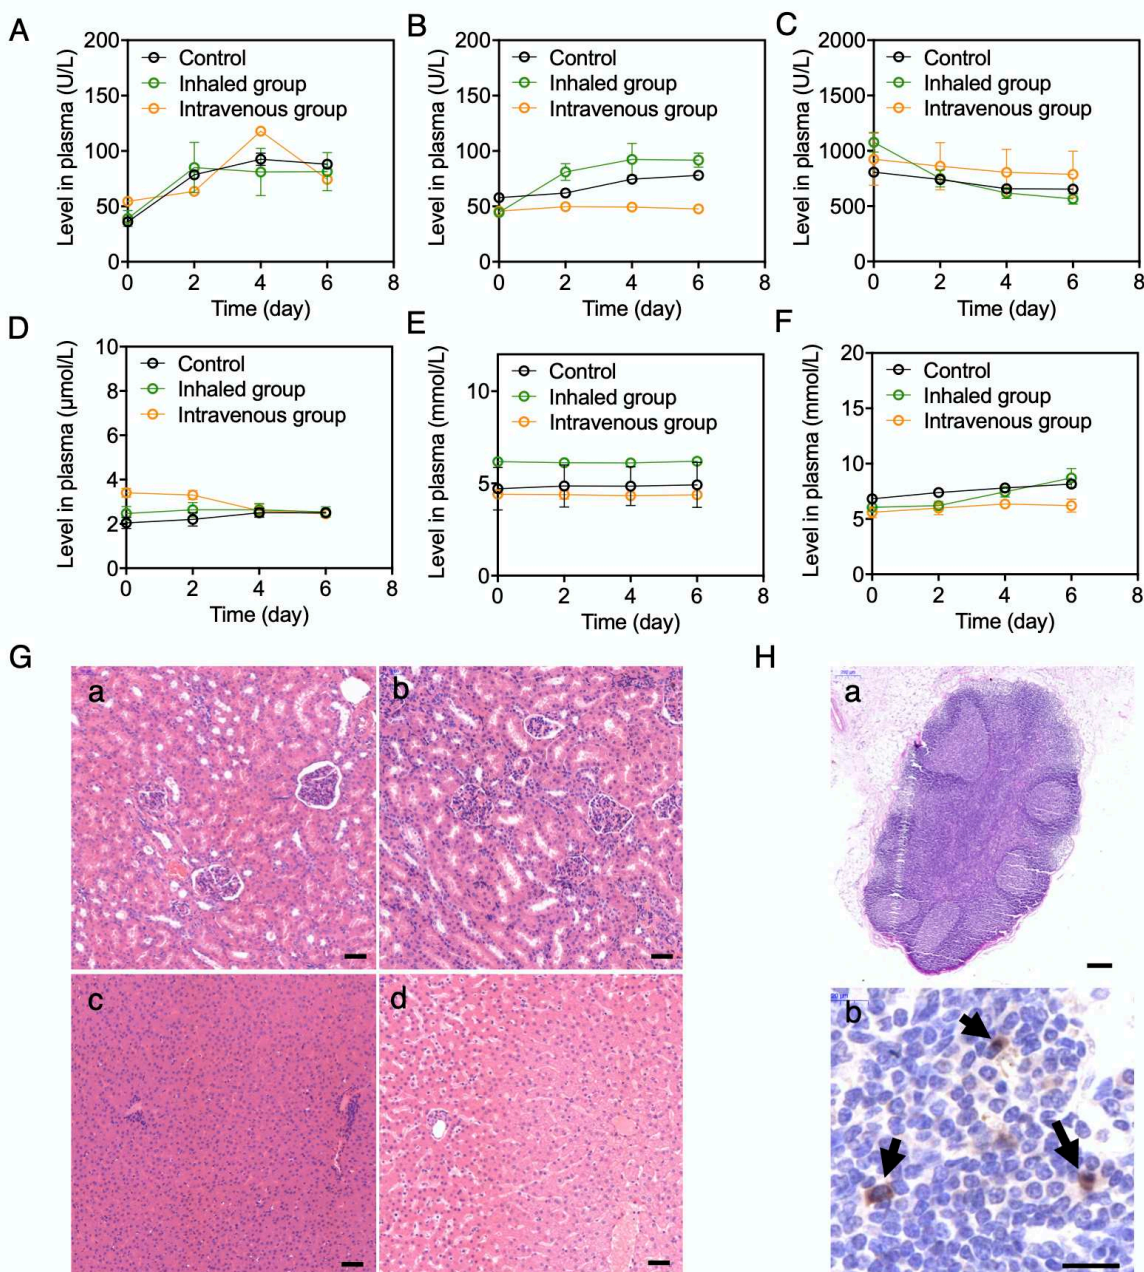 A
Level in plasma (U/L)
200
150
100
50
0
0 2 4 6 8
Time (day)
Control
Inhaled group
Intravenous group
B
Level in plasma (U/L)
200
150
100
50
0
0 2 4 6 8
Time (day)
Control
Inhaled group
Intravenous group
C
Level in plasma (U/L)
2000
1500
1000
500
0
0 2 4 6 8
Time (day)
Control
Inhaled group
Intravenous group
D
Level in plasma (μmol/L)
10
8
6
4
2
0
0 2 4 6 8
Time (day)
Control
Inhaled group
Intravenous group
E
Level in plasma (mmol/L)
10
5
0
0 2 4 6 8
Time (day)
Control
Inhaled group
Intravenous group
F
Level in plasma (mmol/L)
20
15
10
5
0
0 2 4 6 8
Time (day)
Control
Inhaled group
Intravenous group
G
a
b
c
d
H
a
b